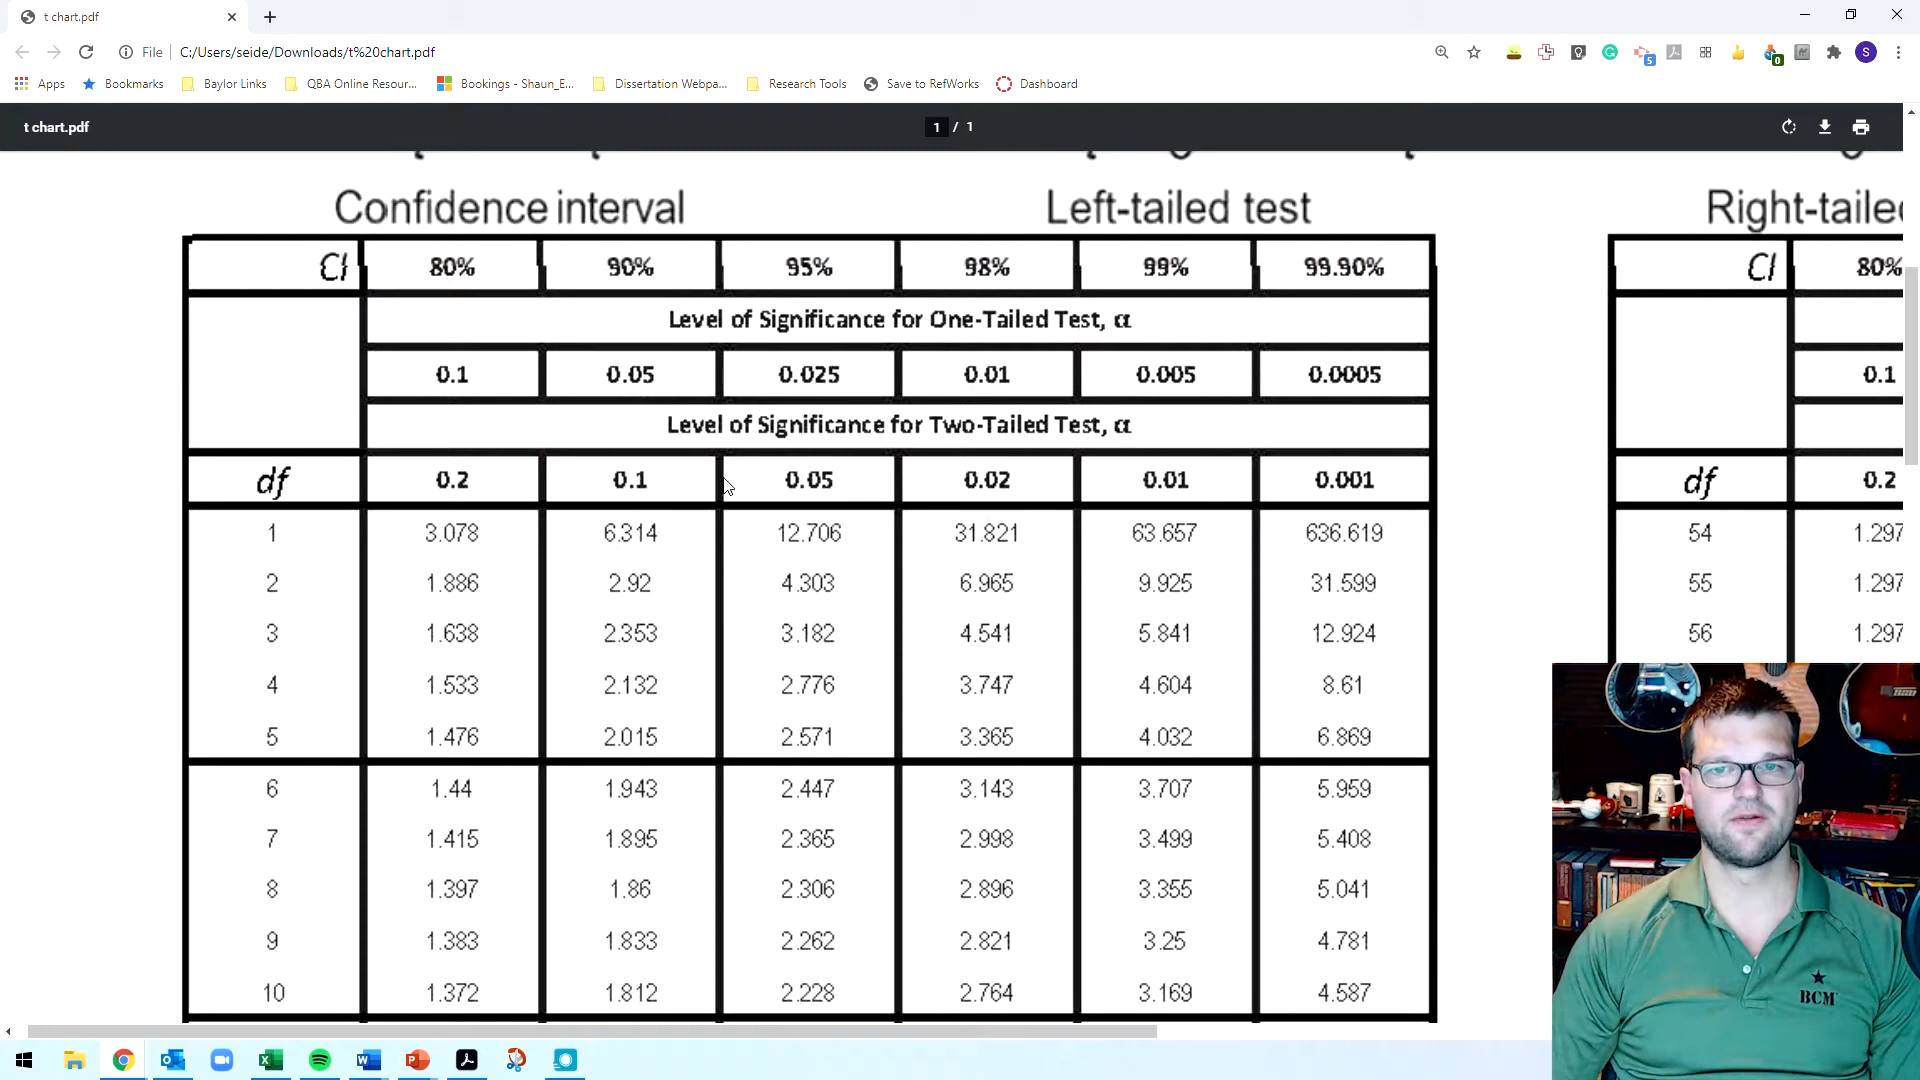 t chart.pdf
File
C:/Users/seide/Downloads/t%20chart.pdf
S
5
0
Apps
Bookmarks
Baylor Links
QBA Online Resour...
Bookings - Shaun_E...
Dissertation Webpa...
Research Tools
Save to RefWorks
Dashboard
t chart.pdf
1 / 1
Confidence interval
Left-tailed test
Right-taile
CI 80% 90% 95% 98% 99% 99.90%
CI 80%
Level of Significance for One-Tailed Test, α
0.1 0.05 0.025 0.01 0.005 0.0005
0.1
Level of Significance for Two-Tailed Test, α
df 0.2 0.1 0.05 0.02 0.01 0.001
df 0.2
1 3.078 6.314 12.706 31.821 63.657 636.619
54 1.297
2 1.886 2.92 4.303 6.965 9.925 31.599
55 1.297
3 1.638 2.353 3.182 4.541 5.841 12.924
56 1.297
4 1.533 2.132 2.776 3.747 4.604 8.61
5 1.476 2.015 2.571 3.365 4.032 6.869
6 1.44 1.943 2.447 3.143 3.707 5.959
7 1.415 1.895 2.365 2.998 3.499 5.408
8 1.397 1.86 2.306 2.896 3.355 5.041
9 1.383 1.833 2.262 2.821 3.25 4.781
10 1.372 1.812 2.228 2.764 3.169 4.587
BCM